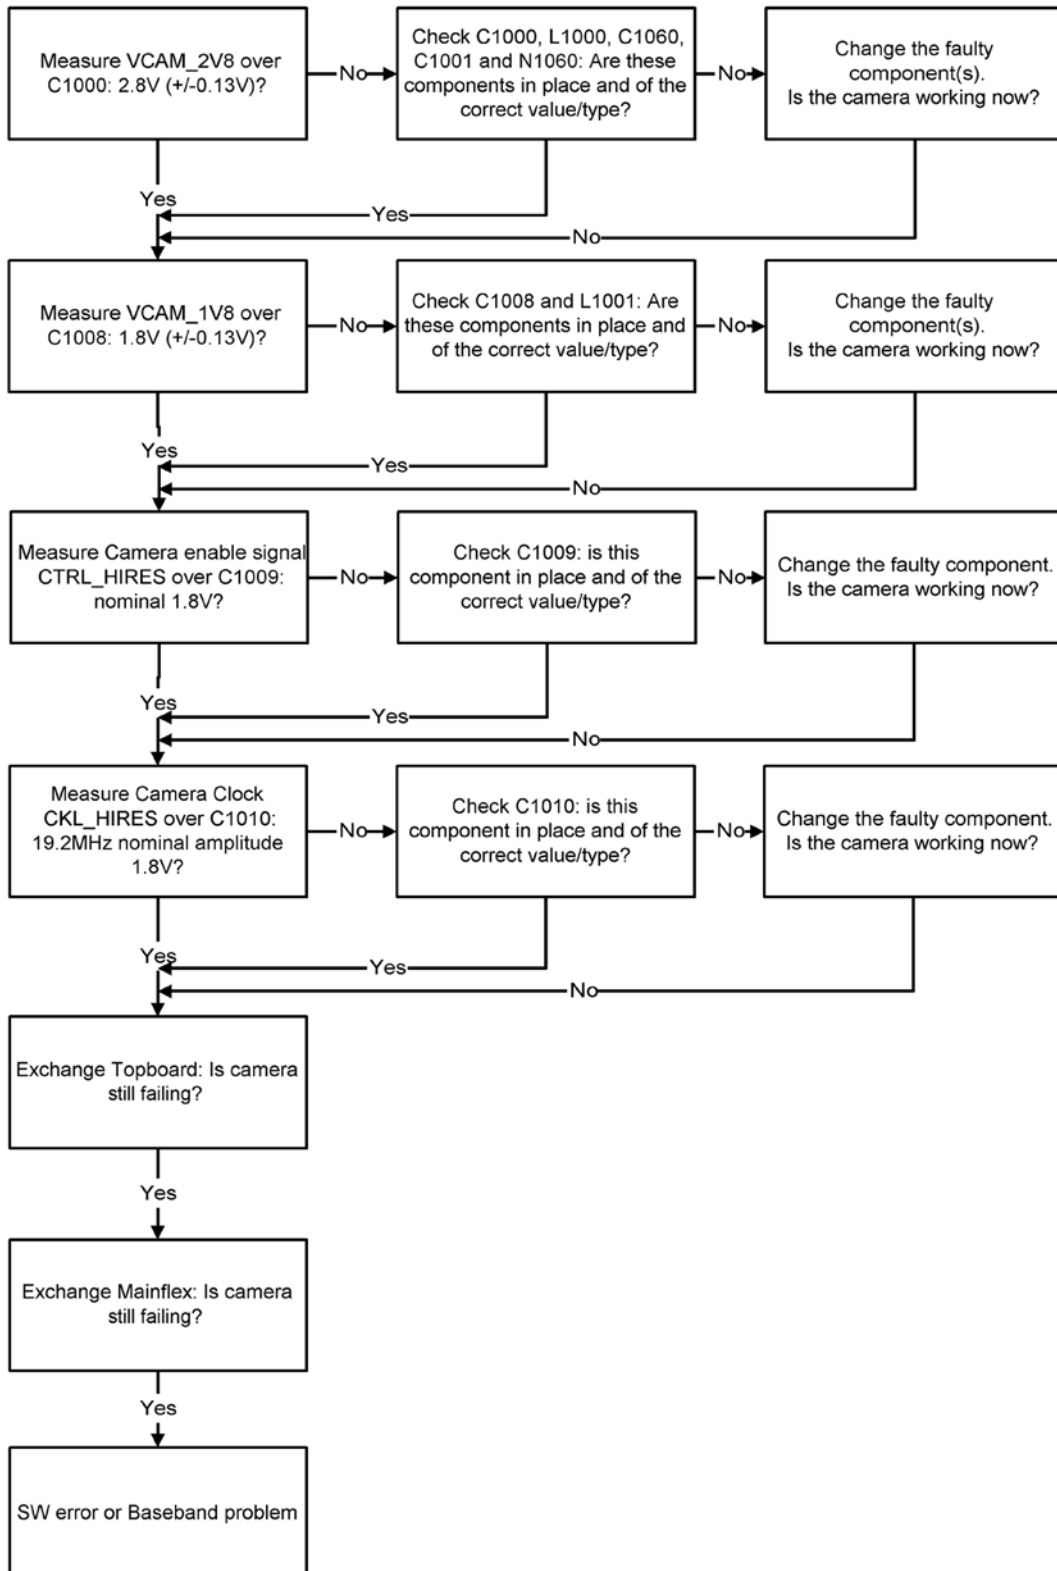 Measure VCAM_2V8 over
C1000: 2.8V (+/-0.13V)?
No
Check C1000, L1000, C1060,
C1001 and N1060: Are these
components in place and of the
correct value/type?
No
Change the faulty
component(s).
Is the camera working now?
Yes
Yes
No
Measure VCAM_1V8 over
C1008: 1.8V (+/-0.13V)?
No
Check C1008 and L1001: Are
these components in place and
of the correct value/type?
No
Change the faulty
component(s).
Is the camera working now?
Yes
Yes
No
Measure Camera enable signal
CTRL_HIRES over C1009:
nominal 1.8V?
No
Check C1009: is this
component in place and of the
correct value/type?
No
Change the faulty component.
Is the camera working now?
Yes
Yes
No
Measure Camera Clock
CKL_HIRES over C1010:
19.2MHz nominal amplitude
1.8V?
No
Check C1010: is this
component in place and of the
correct value/type?
No
Change the faulty component.
Is the camera working now?
Yes
Yes
No
Exchange Topboard: Is camera
still failing?
Yes
Exchange Mainflex: Is camera
still failing?
Yes
SW error or Baseband problem